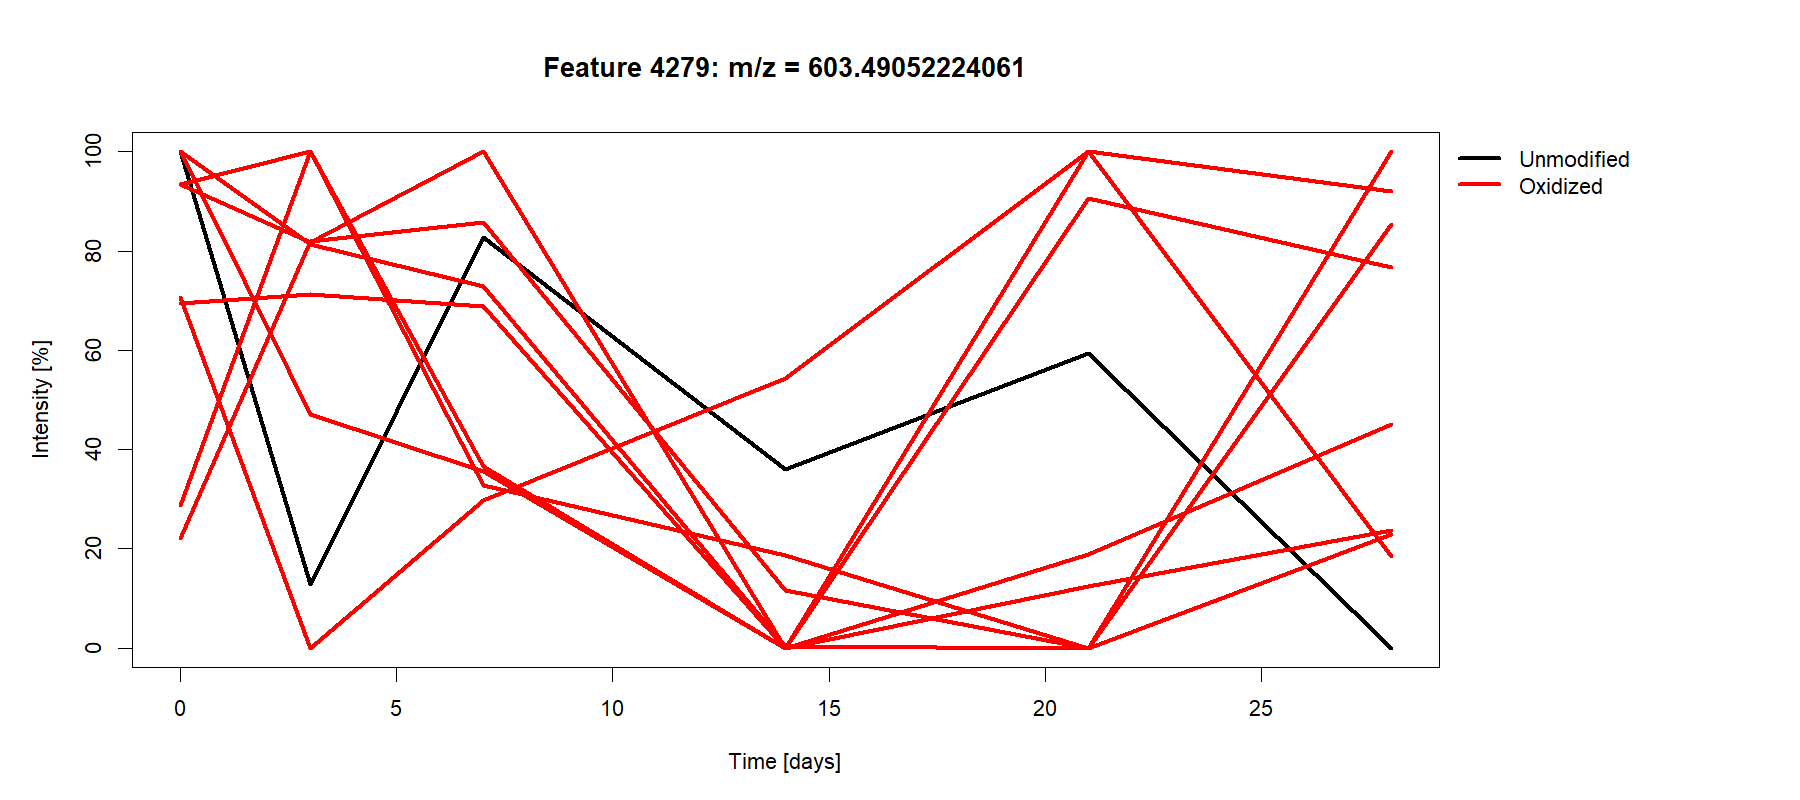 Feature 4279: m/z = 603.49052224061
Unmodified
Oxidized
100
80
60
40
20
0
Intensity [%]
0 5 10 15 20 25
Time [days]